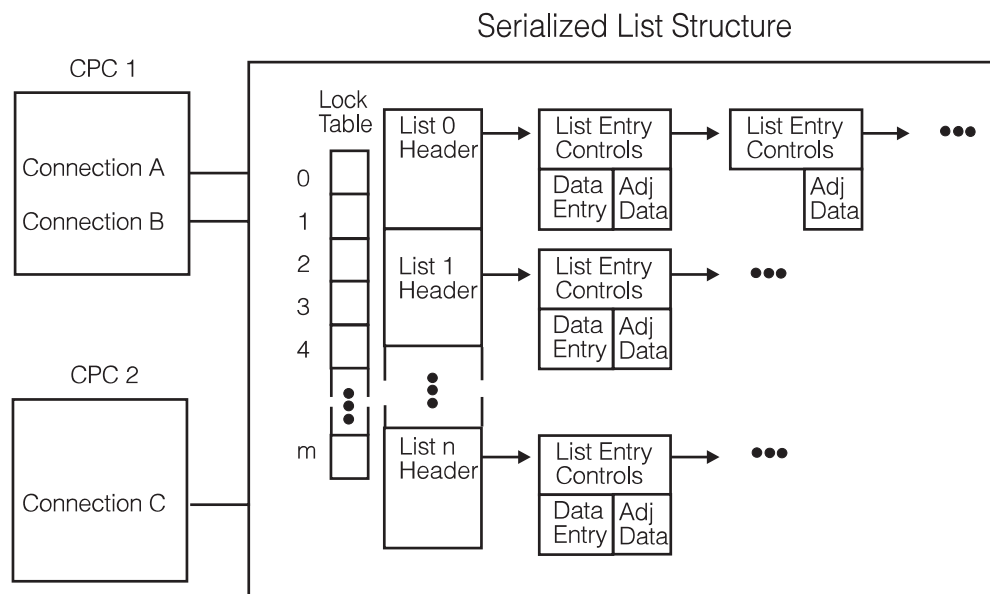 Serialized List Structure
CPC 1
Connection A
Connection B
CPC 2
Connection C
Lock
Table
0
1
2
3
4
m
List 0
Header
List Entry
Controls
Data
Entry
Adj
Data
List Entry
Controls
Adj
Data
List 1
Header
List Entry
Controls
Data
Entry
Adj
Data
List n
Header
List Entry
Controls
Data
Entry
Adj
Data